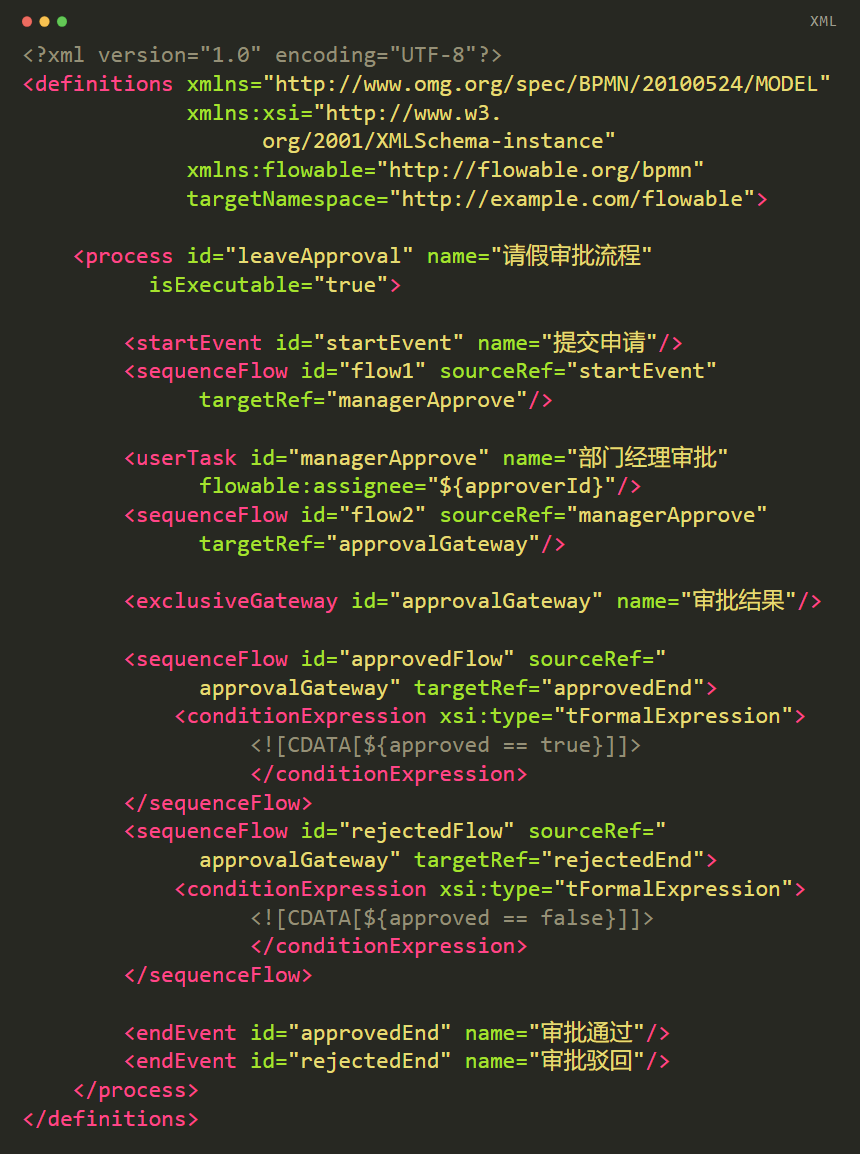 XML
<?xml version="1.0" encoding="UTF-8"?>
<definitions xmlns="http://www.omg.org/spec/BPMN/20100524/MODEL"
             xmlns:xsi="http://www.w3.
                   org/2001/XMLSchema-instance"
             xmlns:flowable="http://flowable.org/bpmn"
             targetNamespace="http://example.com/flowable">

    <process id="leaveApproval" name="请假审批流程"
          isExecutable="true">

        <startEvent id="startEvent" name="提交申请"/>
        <sequenceFlow id="flow1" sourceRef="startEvent"
              targetRef="managerApprove"/>

        <userTask id="managerApprove" name="部门经理审批"
              flowable:assignee="${approverId}"/>
        <sequenceFlow id="flow2" sourceRef="managerApprove"
              targetRef="approvalGateway"/>

        <exclusiveGateway id="approvalGateway" name="审批结果"/>

        <sequenceFlow id="approvedFlow" sourceRef="
              approvalGateway" targetRef="approvedEnd">
            <conditionExpression xsi:type="tFormalExpression">
                  <![CDATA[${approved == true}]]>
                  </conditionExpression>
        </sequenceFlow>
        <sequenceFlow id="rejectedFlow" sourceRef="
              approvalGateway" targetRef="rejectedEnd">
            <conditionExpression xsi:type="tFormalExpression">
                  <![CDATA[${approved == false}]]>
                  </conditionExpression>
        </sequenceFlow>

        <endEvent id="approvedEnd" name="审批通过"/>
        <endEvent id="rejectedEnd" name="审批驳回"/>
    </process>
</definitions>